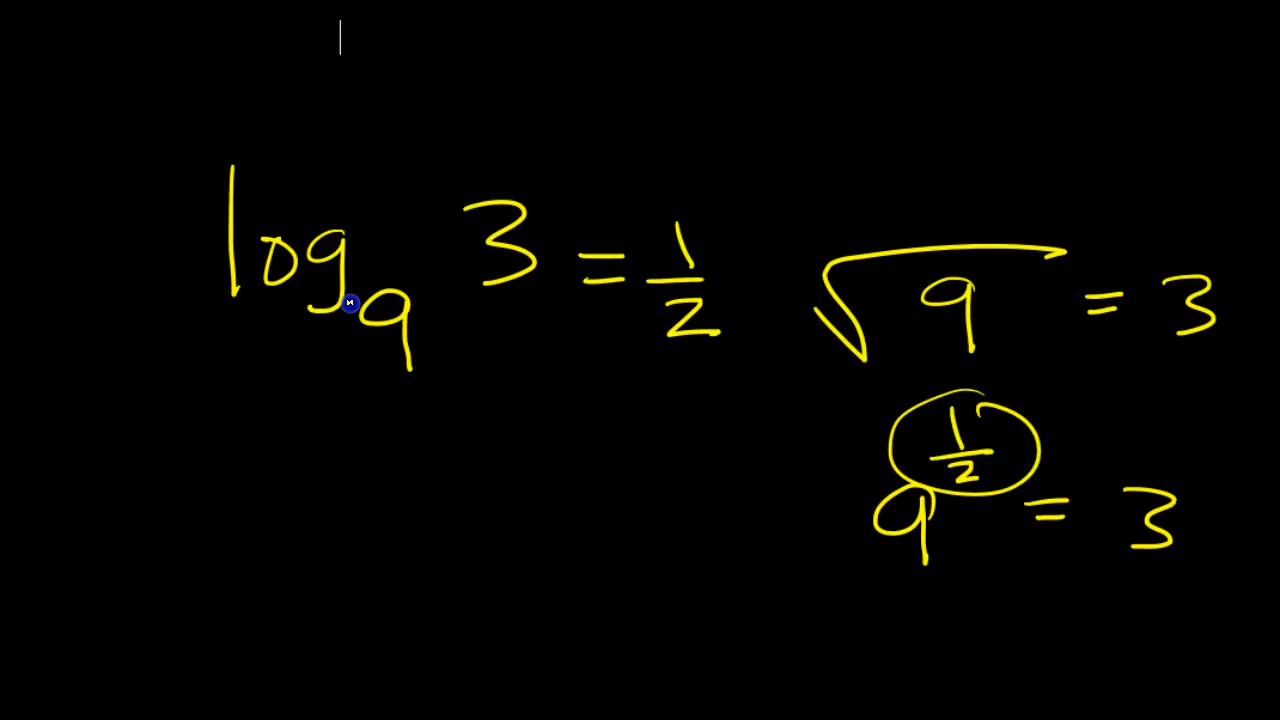 log₉ 3 = 1/2
√9 = 3
9^(1/2) = 3